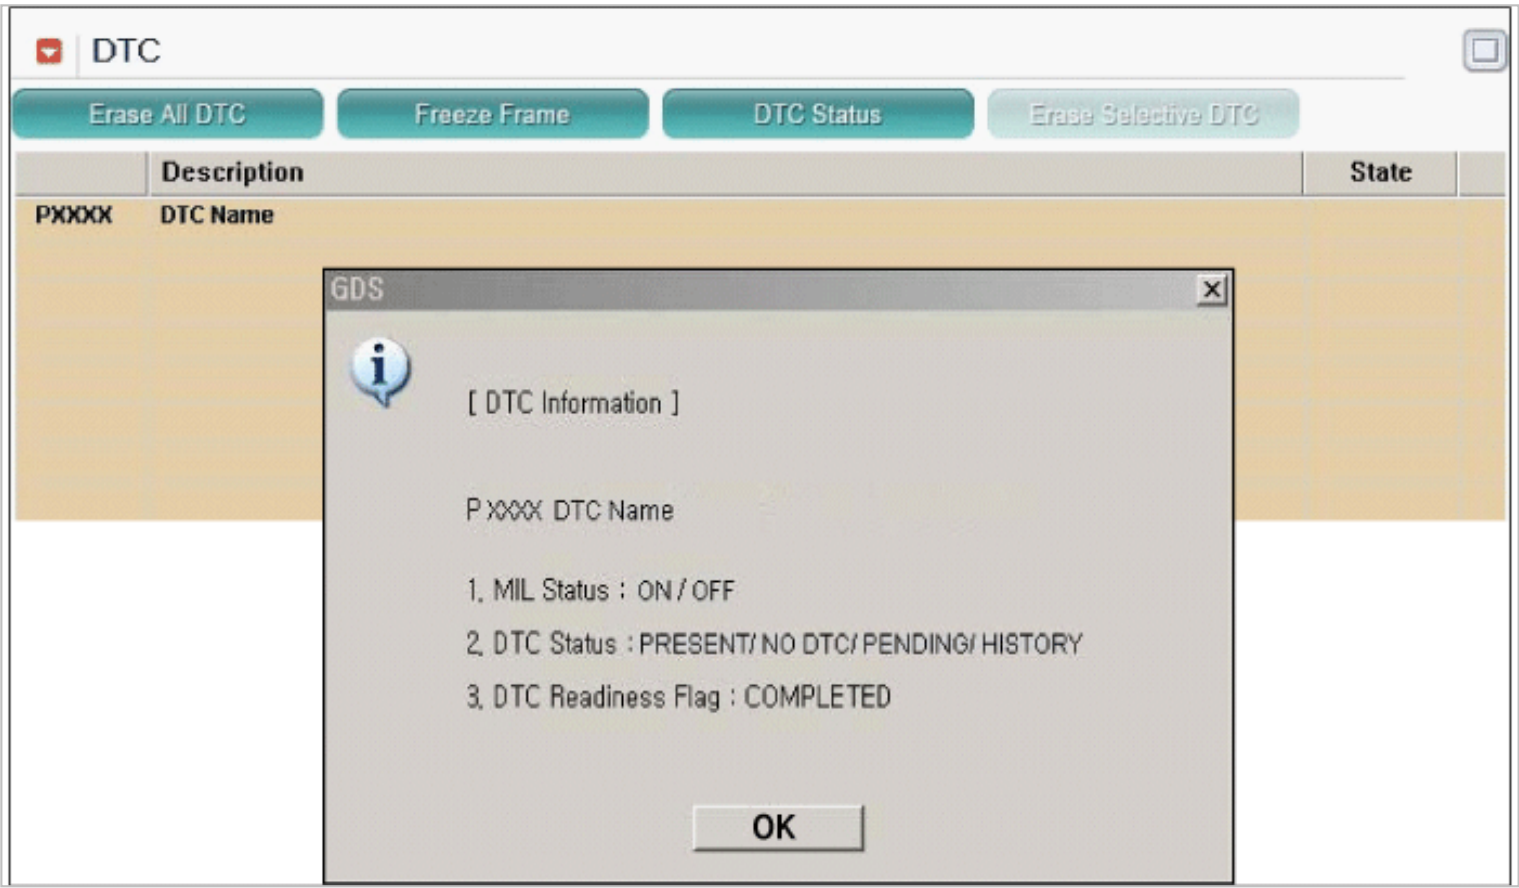 DTC
Erase All DTC Freeze Frame DTC Status Erase Selective DTC
Description State
PXXXX DTC Name
GDS
[ DTC Information ]
P XXXX DTC Name
1. MIL Status : ON / OFF
2. DTC Status : PRESENT/ NO DTC/ PENDING/ HISTORY
3. DTC Readiness Flag : COMPLETED
OK